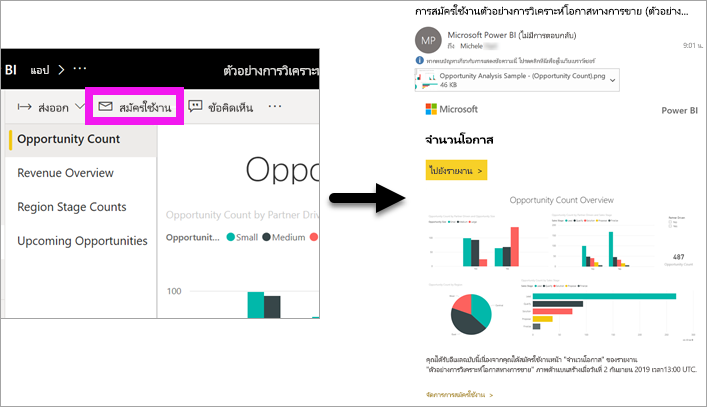 BI แอป > ···
ตัวอย่างการวิเคราะห์
ส่งออก
สมัครใช้งาน
ข้อคิดเห็น
···
Opportunity Count
Revenue Overview
Region Stage Counts
Upcoming Opportunities
Oppo
Opportunity Count by Partner Driv
Opportunit... Small Medium
100
การสมัครใช้งานตัวอย่างการวิเคราะห์โอกาสทางการขาย (ตัวอย่...
MP
Microsoft Power BI (ไม่มีการตอบกลับ)
ถึง Michele
9:01 น.
Opportunity Analysis Sample - (Opportunity Count).png
46 KB
Microsoft
Power BI
จำนวนโอกาส
ไปยังรายงาน >
Opportunity Count Overview
487
Opportunity Count
คุณได้รับอีเมลฉบับนี้เนื่องจากคุณได้สมัครใช้งานหน้า "จำนวนโอกาส" ของรายงาน
"ตัวอย่างการวิเคราะห์โอกาสทางการขาย" ภาพด้านบนสร้างเมื่อวันที่ 2 กันยายน 2019 เวลา13:00 UTC.
จัดการการสมัครใช้งาน >